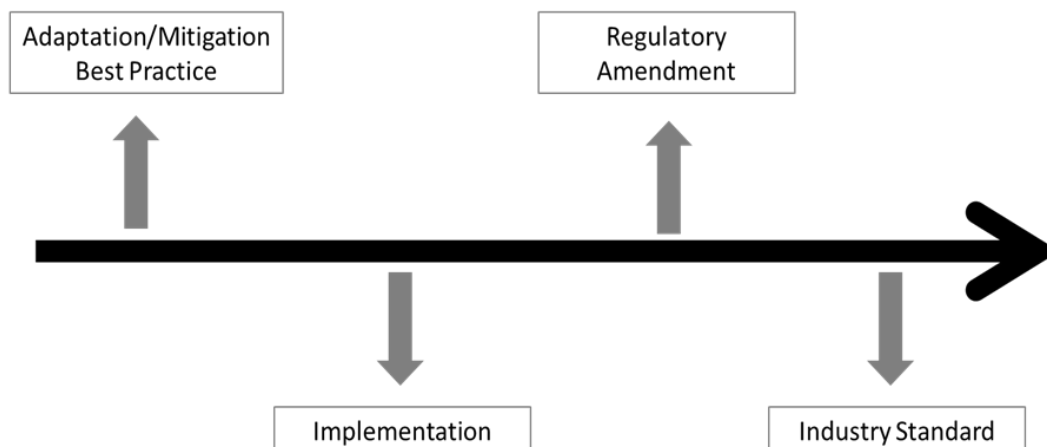 Adaptation/Mitigation
Best Practice
Regulatory
Amendment
Implementation
Industry Standard